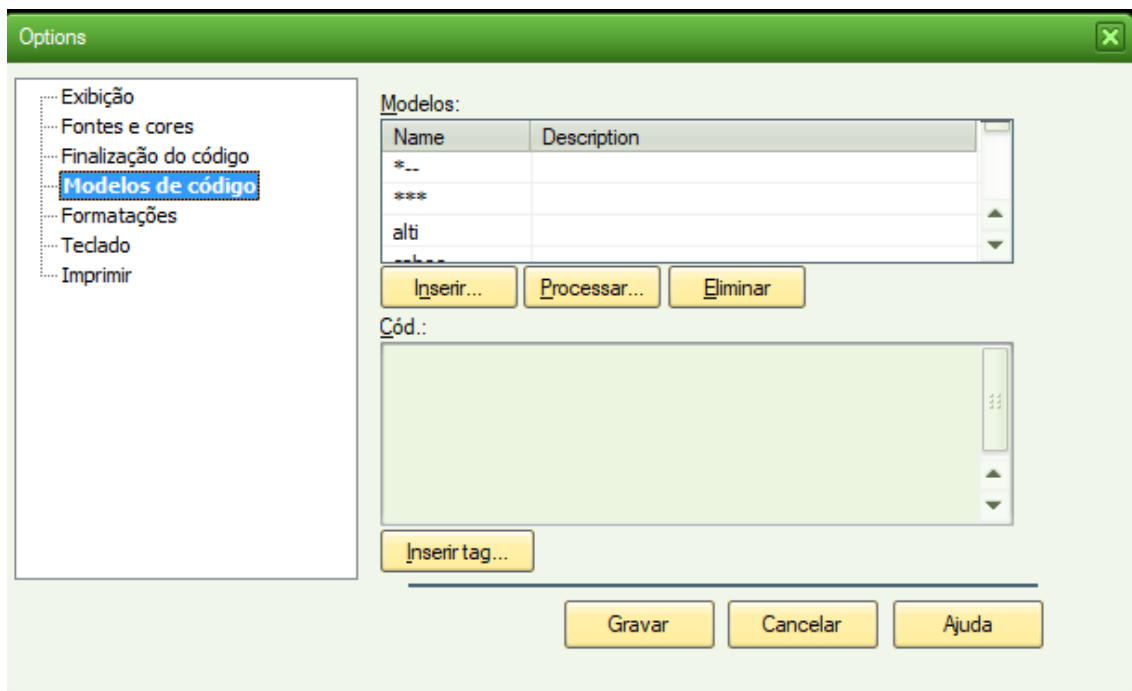 Options
Exibição
Fontes e cores
Finalização do código
Modelos de código
Formatações
Teclado
Imprimir
Modelos:
Name Description
*--
***
alti
Inserir... Processar... Eliminar
Cód.:
Inserir tag...
Gravar Cancelar Ajuda